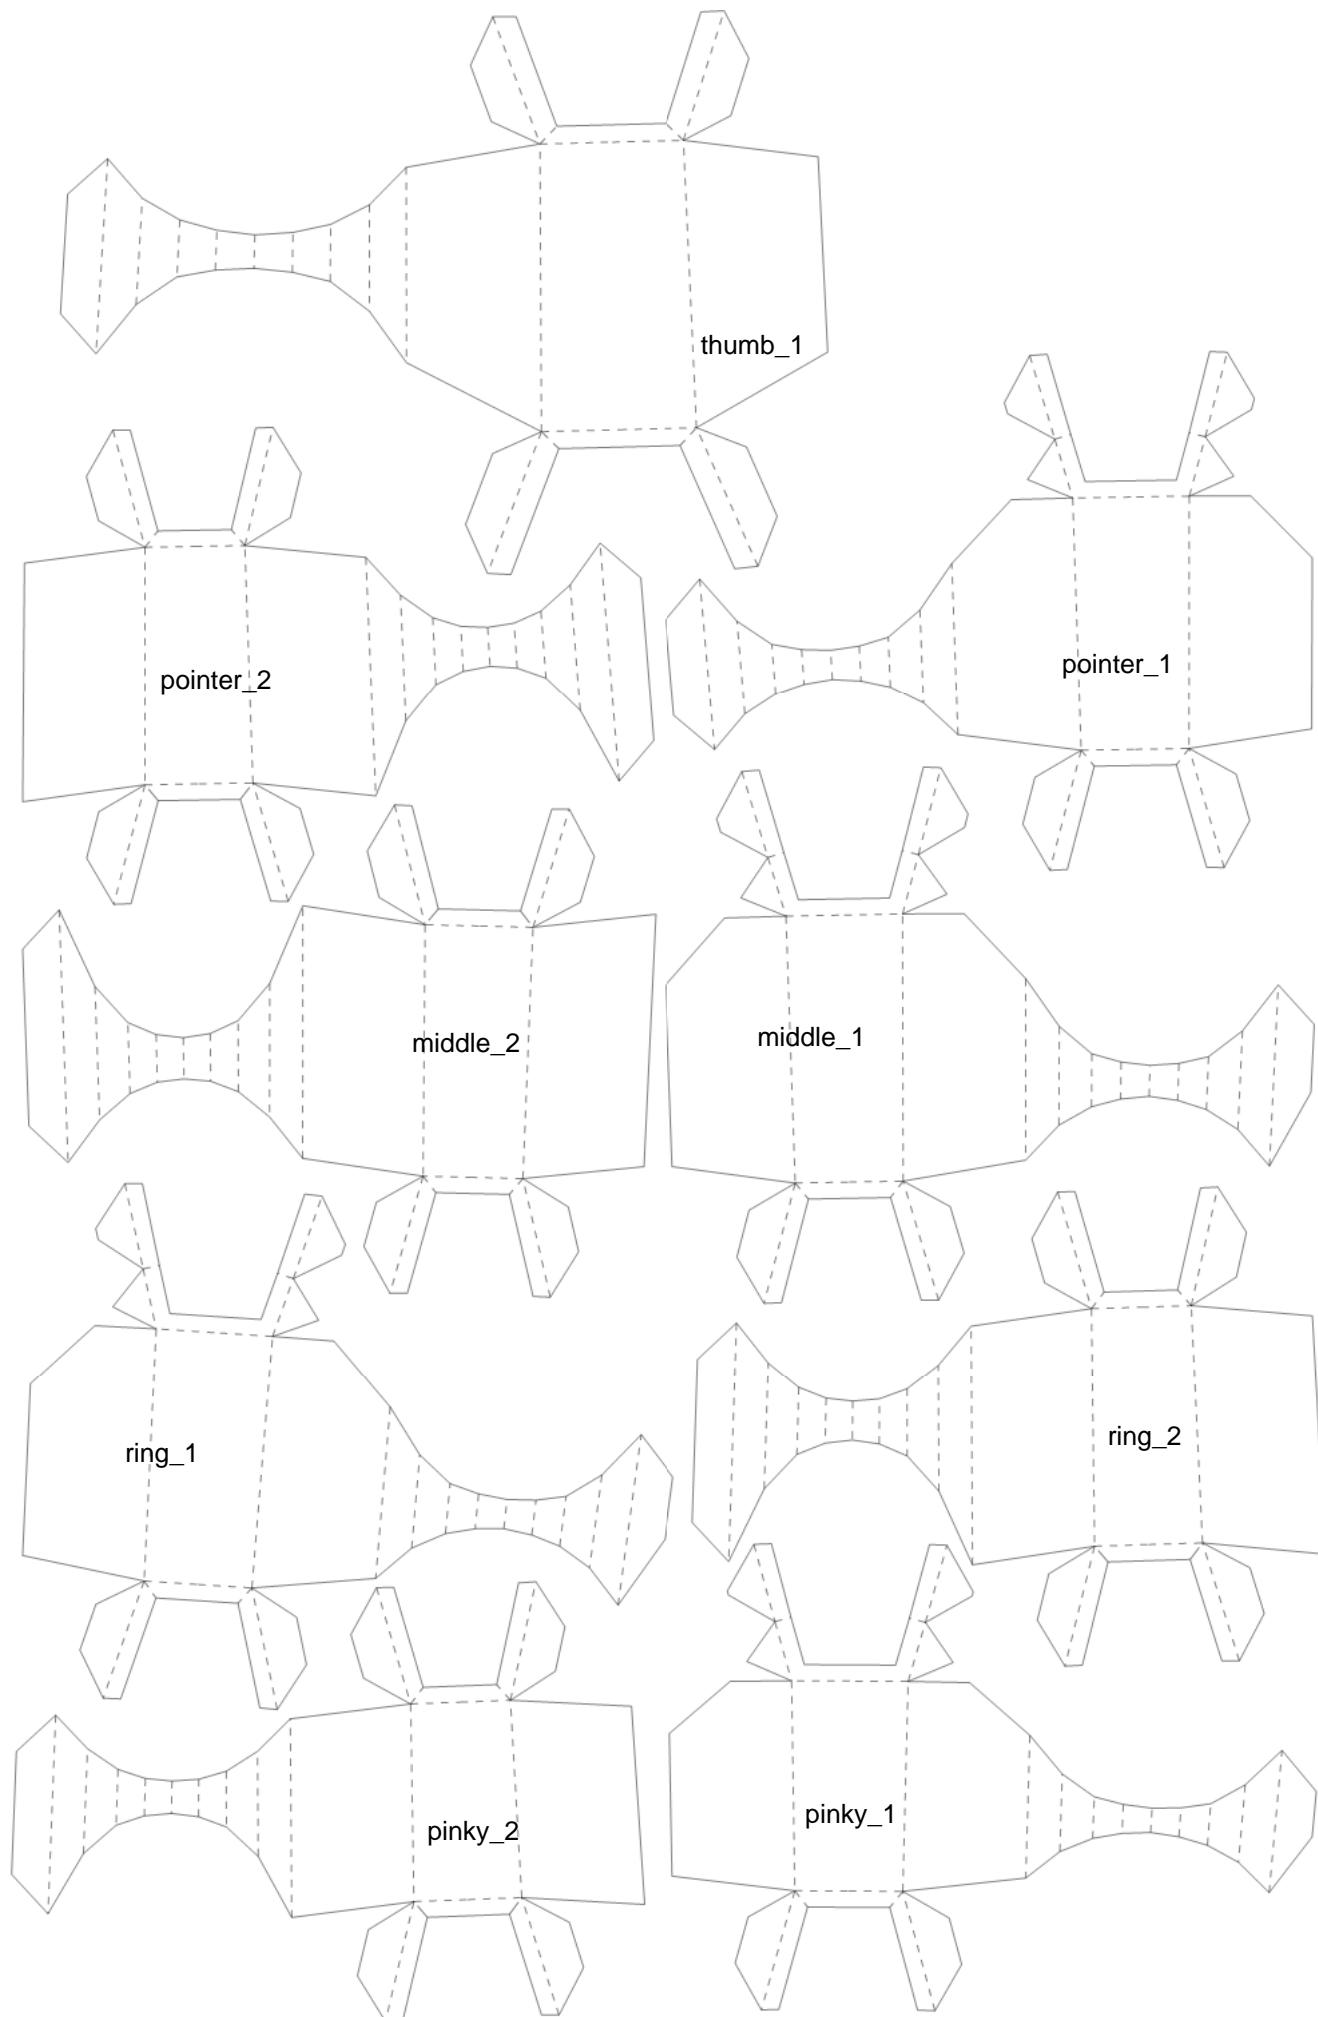 thumb_1
pointer_2
pointer_1
middle_2
middle_1
ring_1
ring_2
pinky_2
pinky_1